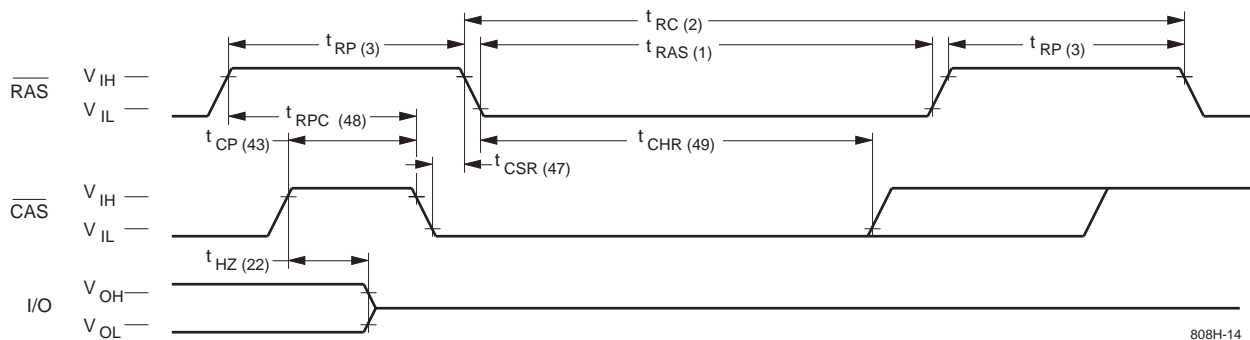 t RC (2)
t RP (3)
t RAS (1)
t RP (3)
RAS
V IH
V IL
t RPC (48)
t CP (43)
t CHR (49)
t CSR (47)
CAS
V IH
V IL
t HZ (22)
I/O
V OH
V OL
808H-14